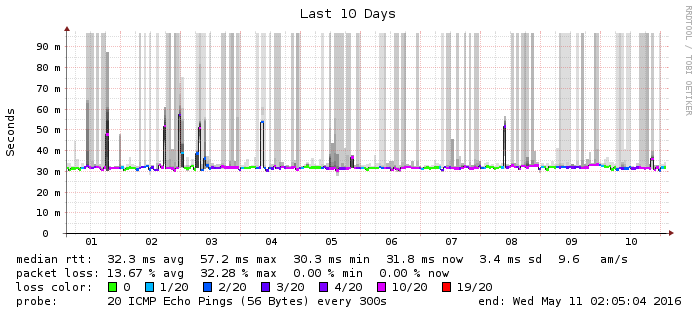 Last 10 Days
RRDTOOL / TOBI OETIKER
Seconds
90 m
80 m
70 m
60 m
50 m
40 m
30 m
20 m
10 m
0
01 02 03 04 05 06 07 08 09 10
median rtt: 32.3 ms avg 57.2 ms max 30.3 ms min 31.8 ms now 3.4 ms sd 9.6 am/s
packet loss: 13.67 % avg 32.28 % max 0.00 % min 0.00 % now
loss color: 0 1/20 2/20 3/20 4/20 10/20 19/20
probe: 20 ICMP Echo Pings (56 Bytes) every 300s end: Wed May 11 02:05:04 2016